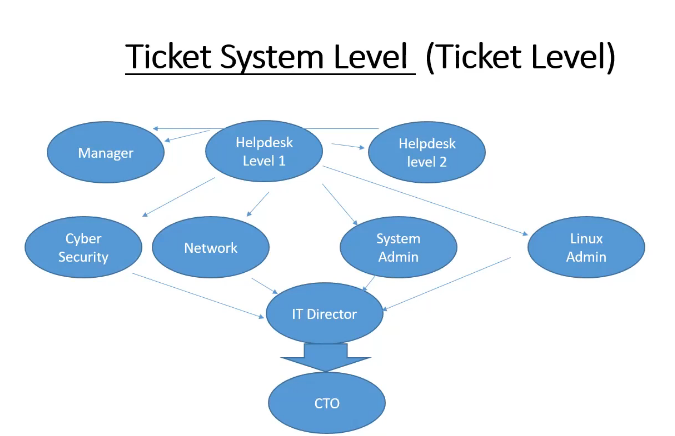 Ticket System Level (Ticket Level)
Manager
Helpdesk
Level 1
Helpdesk
level 2
Cyber
Security
Network
System
Admin
Linux
Admin
IT Director
CTO